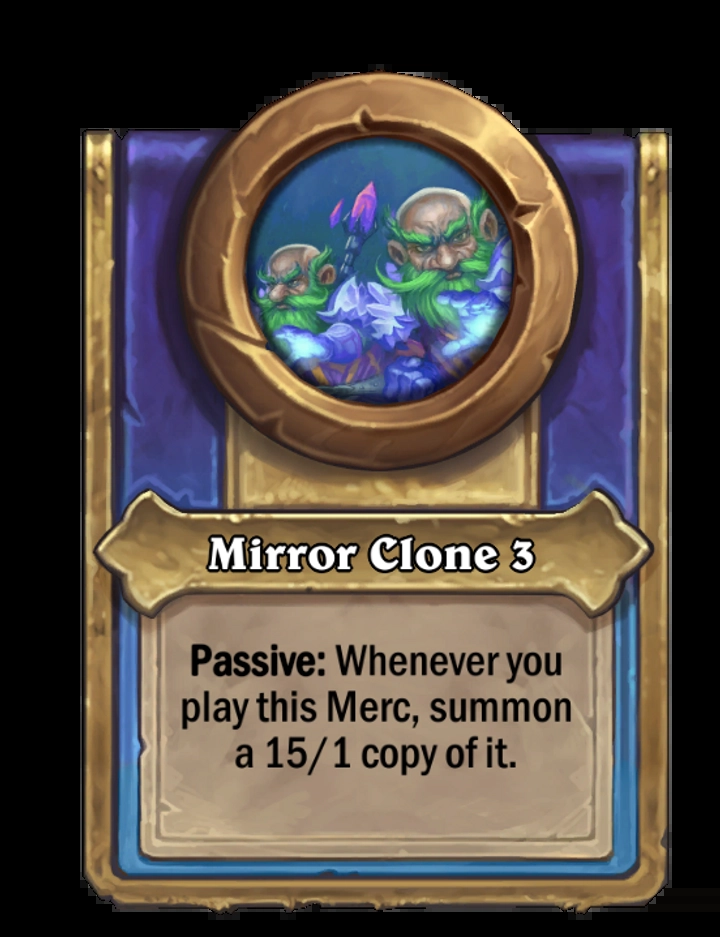 Mirror Clone 3
Passive: Whenever you
play this Merc, summon
a 15/1 copy of it.